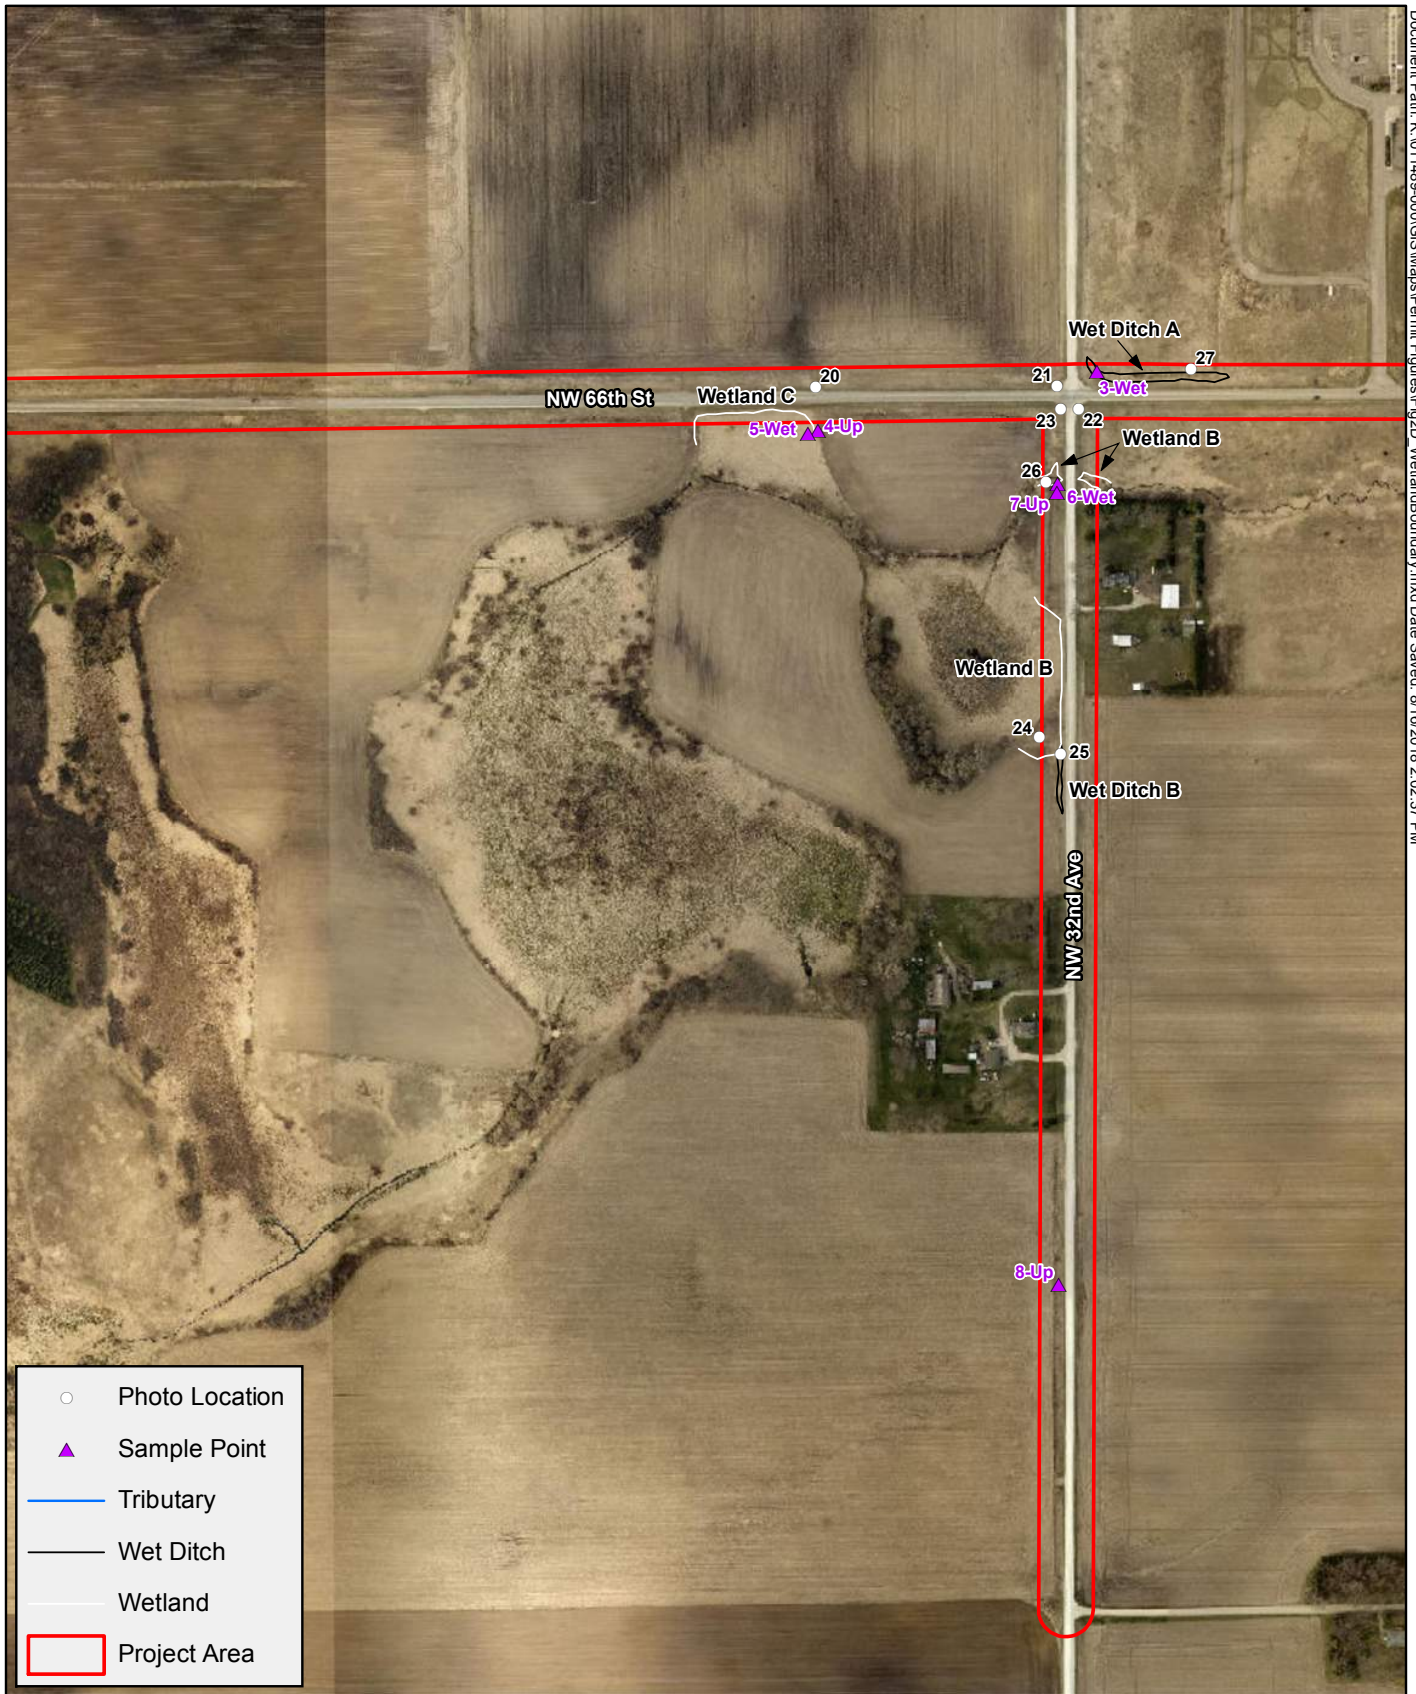 Wet Ditch A
27
20
21
3-Wet
Wetland C
NW 66th St
23
22
5-Wet
4-Up
Wetland B
26
7-Up
6-Wet
Wetland B
24
25
Wet Ditch B
NW 32nd Ave
8-Up
Photo Location
Sample Point
Tributary
Wet Ditch
Wetland
Project Area